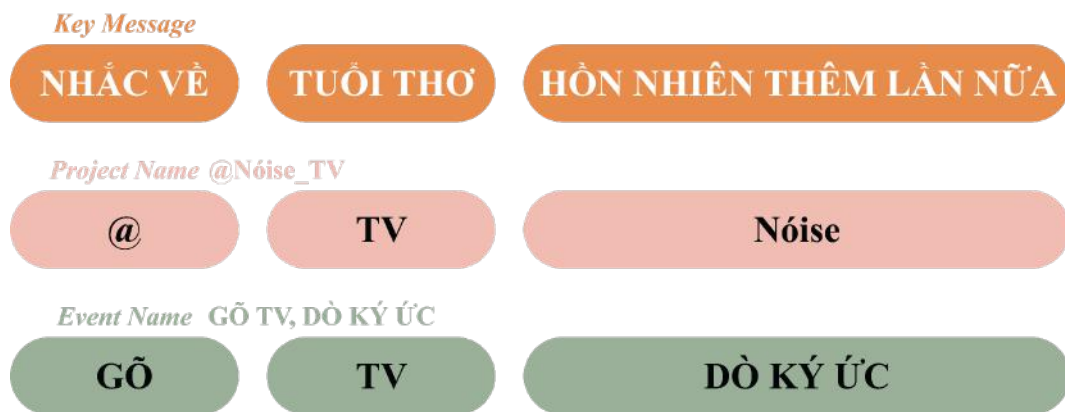 Key Message
NHẮC VỀ TUỔI THƠ HỒN NHIÊN THÊM LẦN NỮA
Project Name @Nóise_TV
@ TV Nóise
Event Name GÕ TV, DÒ KÝ ỨC
GÕ TV DÒ KÝ ỨC